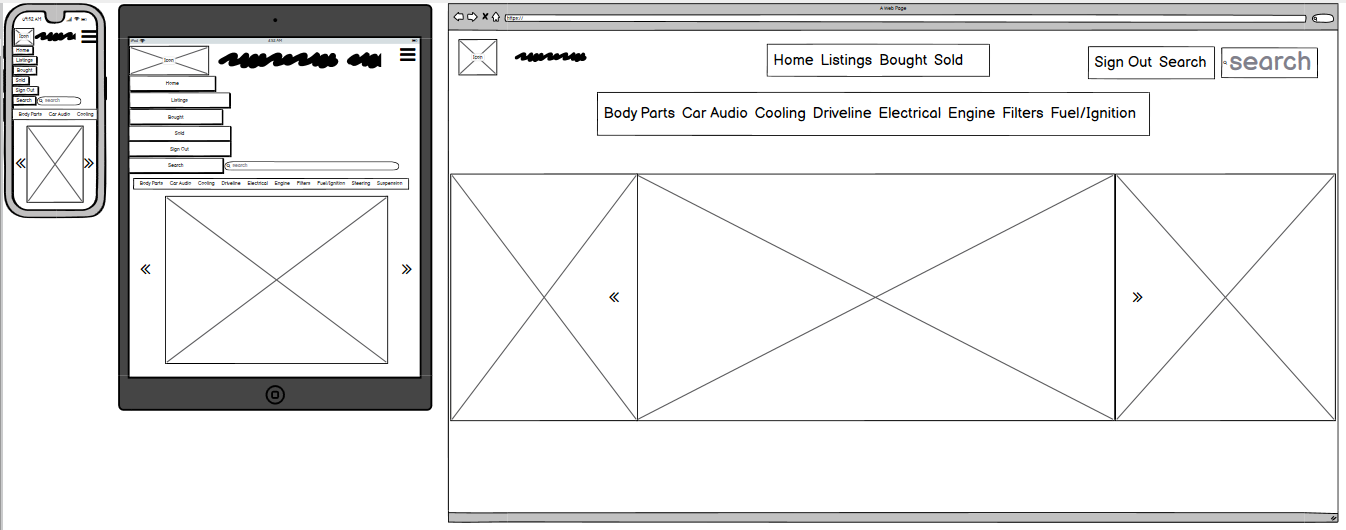 09:52 AM
Icon
Home
Listings
Bought
Sold
Sign Out
Search search
Body Parts Car Audio Cooling
iPad 4:52 AM
Icon
Home
Listings
Bought
Sold
Sign Out
Search search
Body Parts Car Audio Cooling Driveline Electrical Engine Filters Fuel/Ignition Steering Suspension
A Web Page
https://
Icon
Home Listings Bought Sold
Sign Out Search search
Body Parts Car Audio Cooling Driveline Electrical Engine Filters Fuel/Ignition